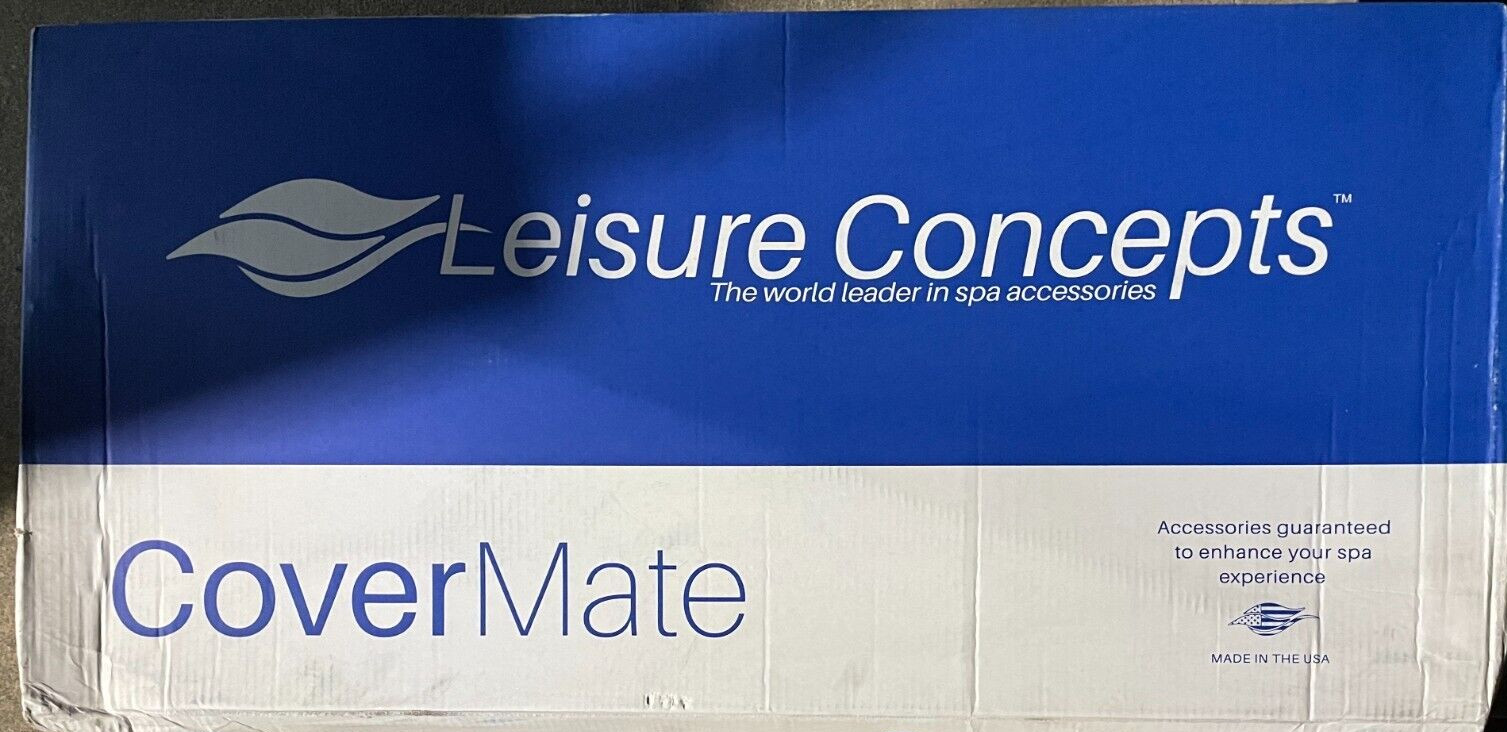 Leisure Concepts™
The world leader in spa accessories
CoverMate
Accessories guaranteed
to enhance your spa
experience
MADE IN THE USA